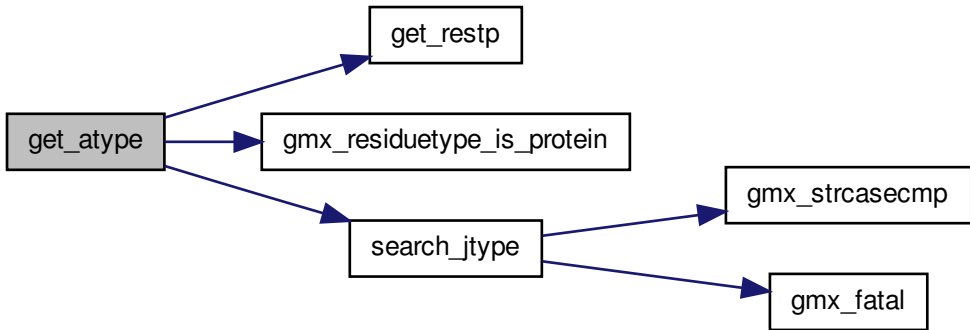 get_restp
get_atype
gmx_residuetype_is_protein
gmx_strcasecmp
search_jtype
gmx_fatal